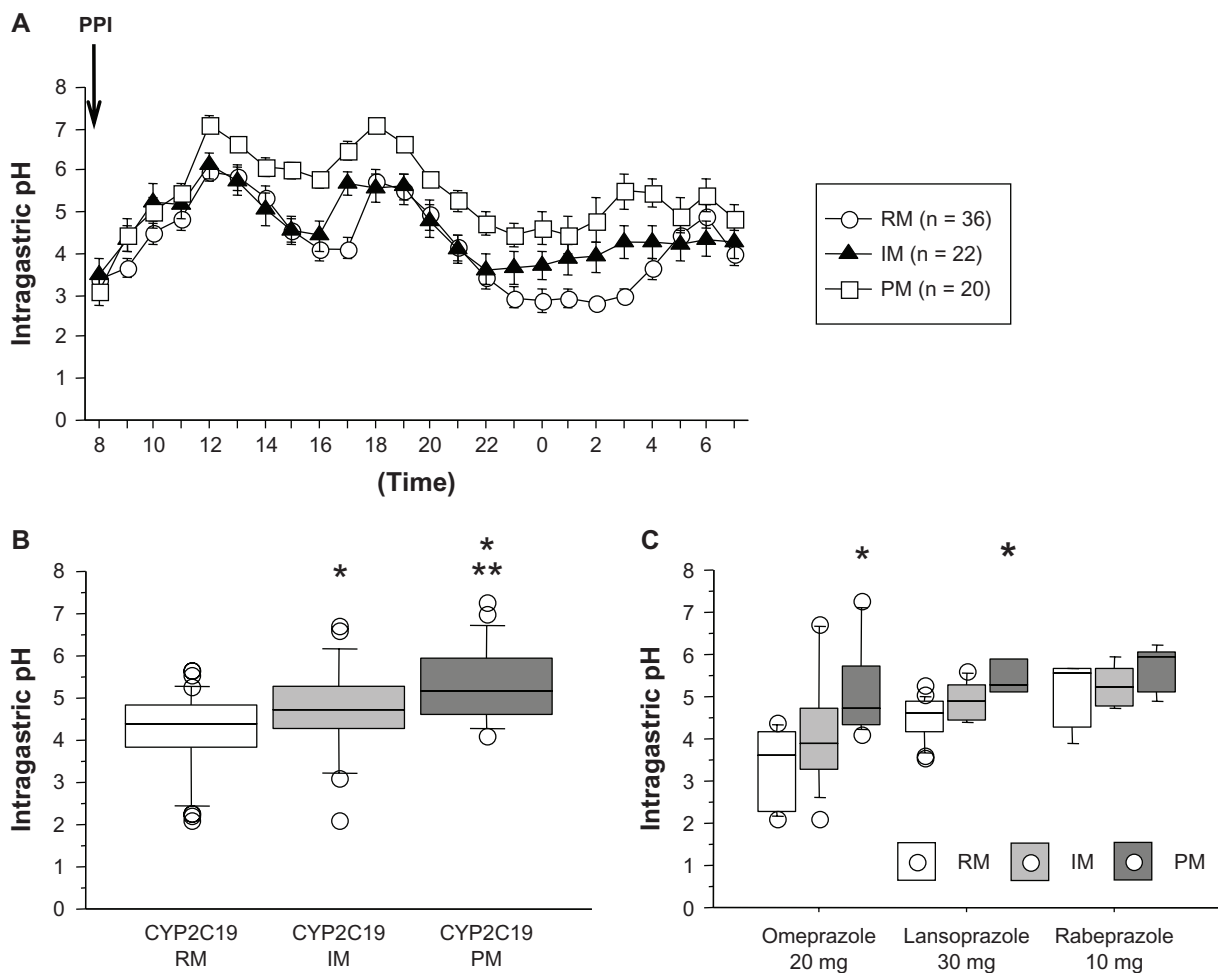 A
PPI
8
7
6
5
4
3
2
1
0
Intragastric pH
8 10 12 14 16 18 20 22 0 2 4 6
(Time)
RM (n = 36)
IM (n = 22)
PM (n = 20)
B
8
7
6
5
4
3
2
1
0
Intragastric pH
*
*
**
CYP2C19 CYP2C19 CYP2C19
RM IM PM
C
8
7
6
5
4
3
2
1
0
Intragastric pH
* *
RM IM PM
Omeprazole Lansoprazole Rabeprazole
20 mg 30 mg 10 mg